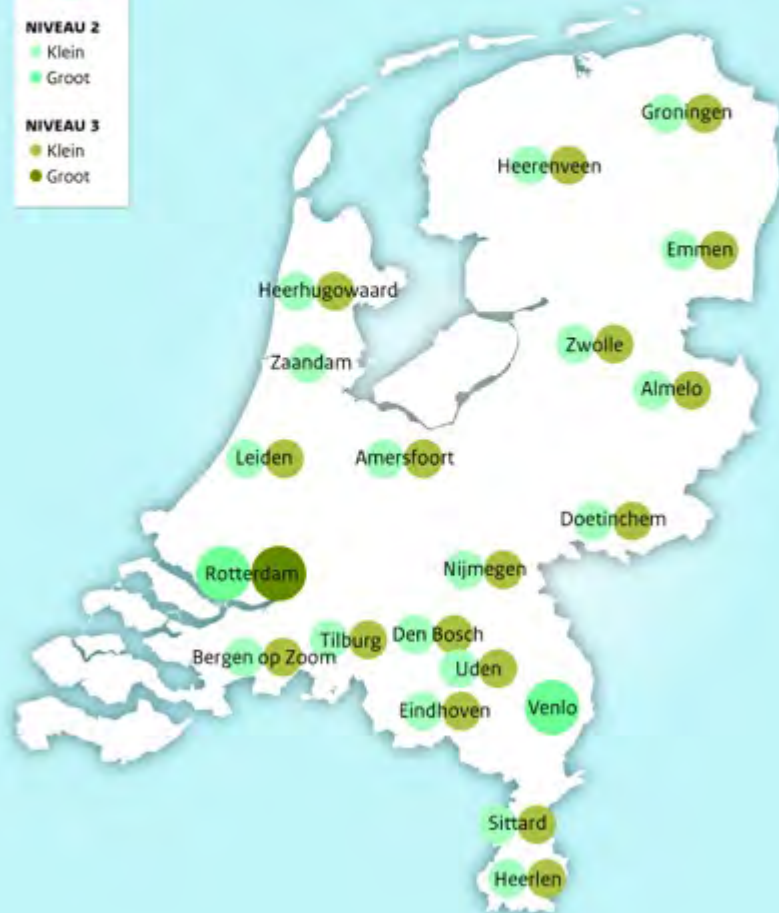 NIVEAU 2
Klein
Groot
NIVEAU 3
Klein
Groot
Groningen
Heerenveen
Emmen
Heerhugowaard
Zwolle
Zaandam
Almelo
Leiden
Amersfoort
Doetinchem
Rotterdam
Nijmegen
Den Bosch
Tilburg
Bergen op Zoom
Uden
Eindhoven
Venlo
Sittard
Heerlen